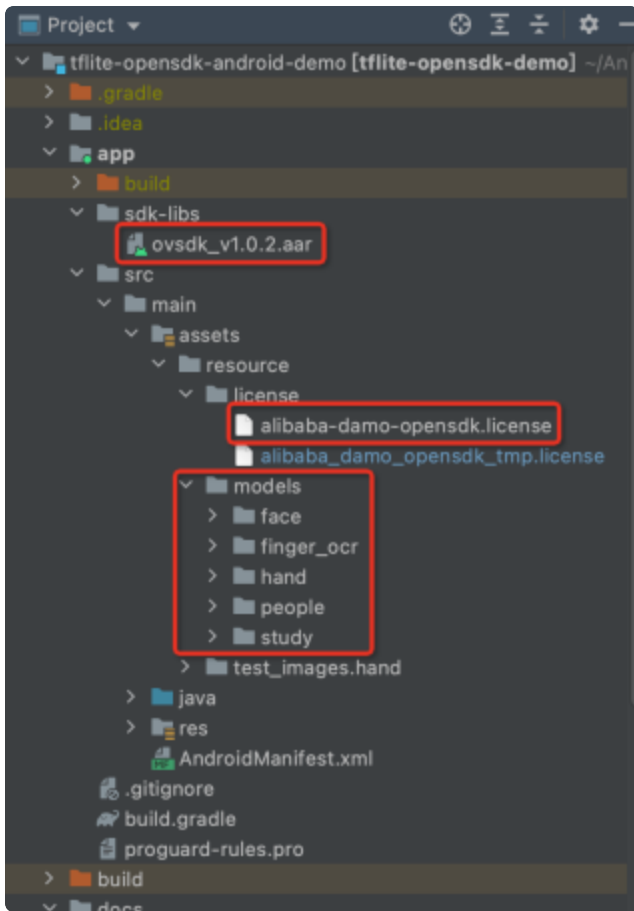 Project
tflite-opensdk-android-demo [tflite-opensdk-demo] ~/An
.gradle
.idea
app
build
sdk-libs
ovsdk_v1.0.2.aar
src
main
assets
resource
license
alibaba-damo-opensdk.license
alibaba_damo_opensdk_tmp.license
models
face
finger_ocr
hand
people
study
test_images.hand
java
res
MF AndroidManifest.xml
.gitignore
build.gradle
proguard-rules.pro
build
docs